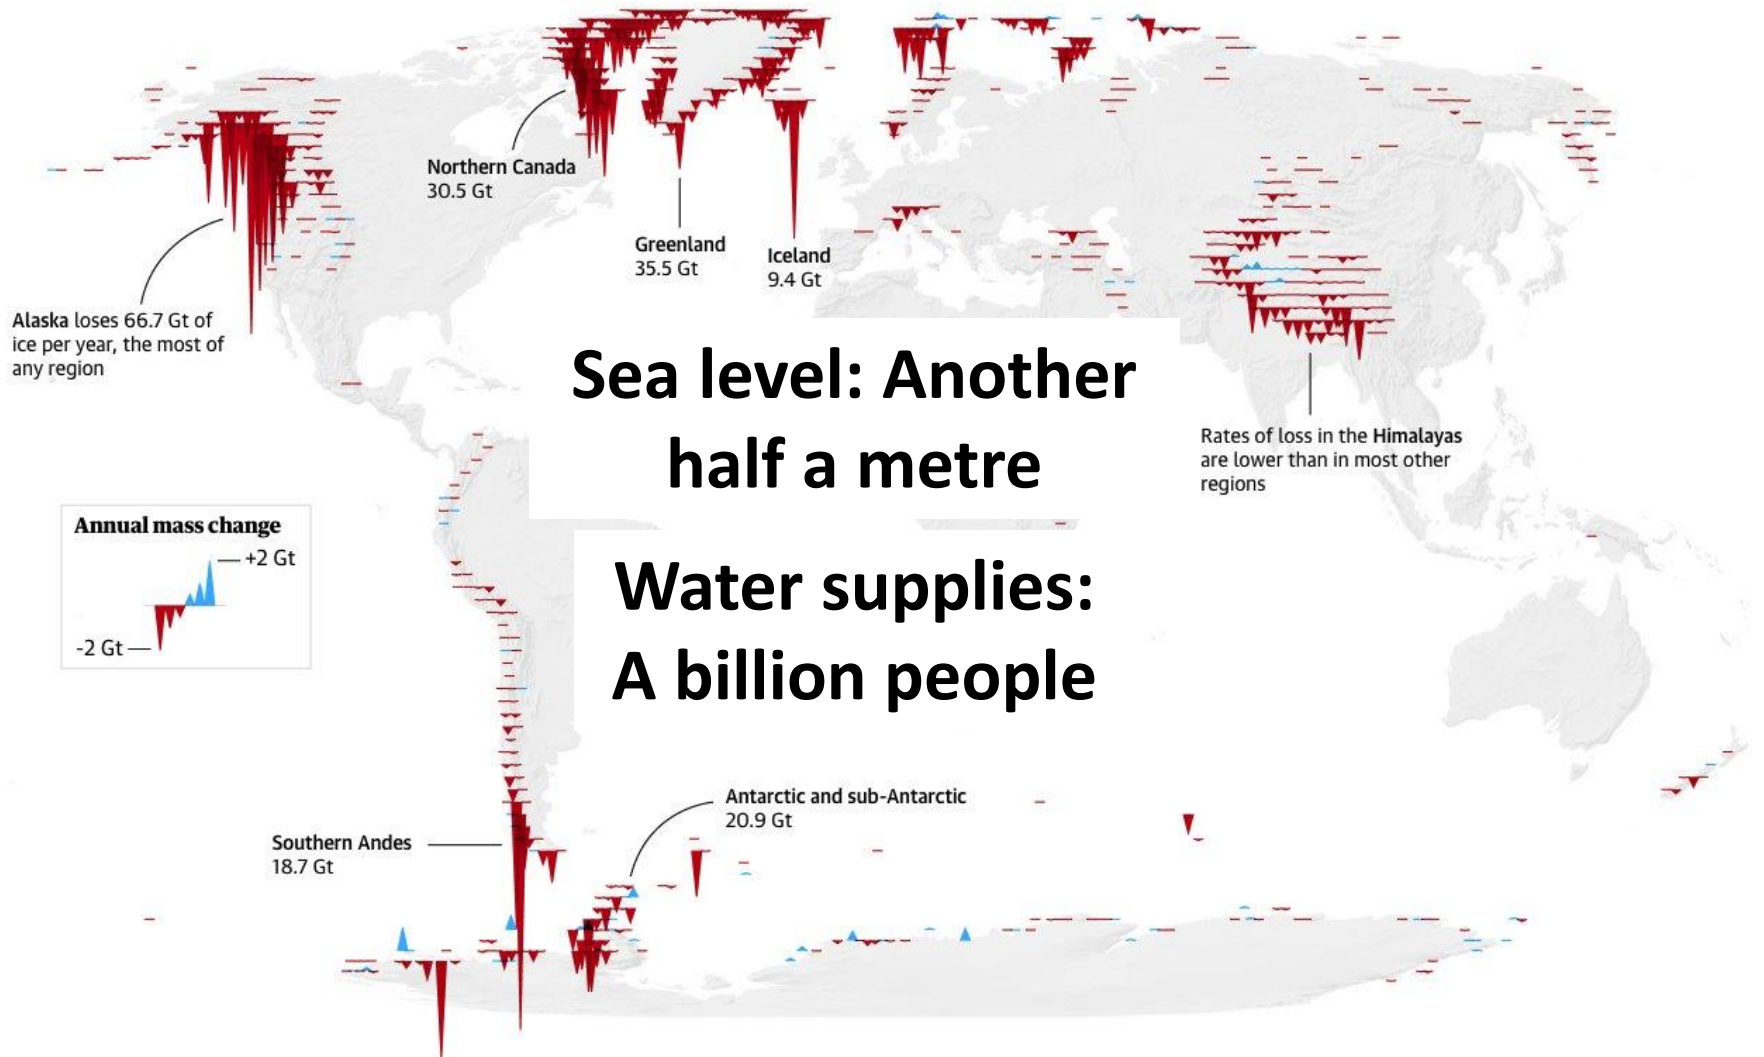 Northern Canada
30.5 Gt
Greenland
35.5 Gt
Iceland
9.4 Gt
Alaska loses 66.7 Gt of
ice per year, the most of
any region
Sea level: Another
half a metre
Rates of loss in the Himalayas
are lower than in most other
regions
Annual mass change
+2 Gt
-2 Gt
Water supplies:
A billion people
Antarctic and sub-Antarctic
20.9 Gt
Southern Andes
18.7 Gt